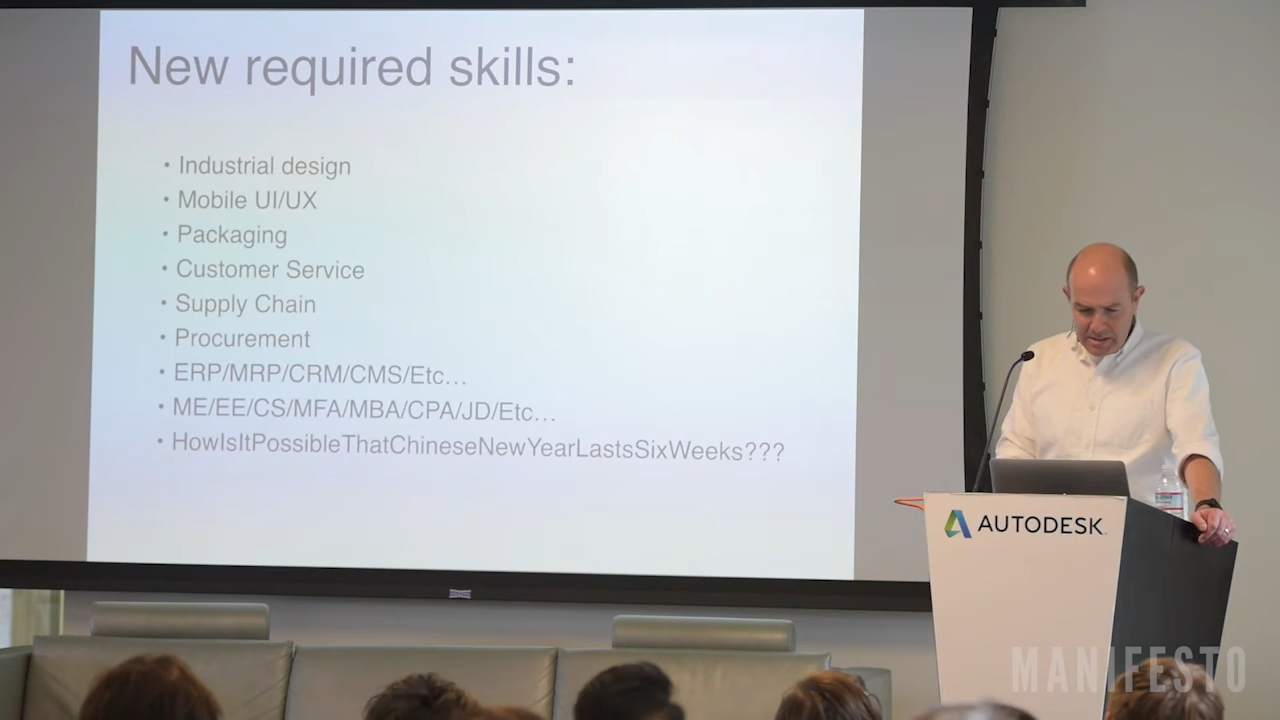 New required skills:
• Industrial design
• Mobile UI/UX
• Packaging
• Customer Service
• Supply Chain
• Procurement
• ERP/MRP/CRM/CMS/Etc…
• ME/EE/CS/MFA/MBA/CPA/JD/Etc…
• HowIsItPossibleThatChineseNewYearLastsSixWeeks???
AUTODESK.
MANIFESTO